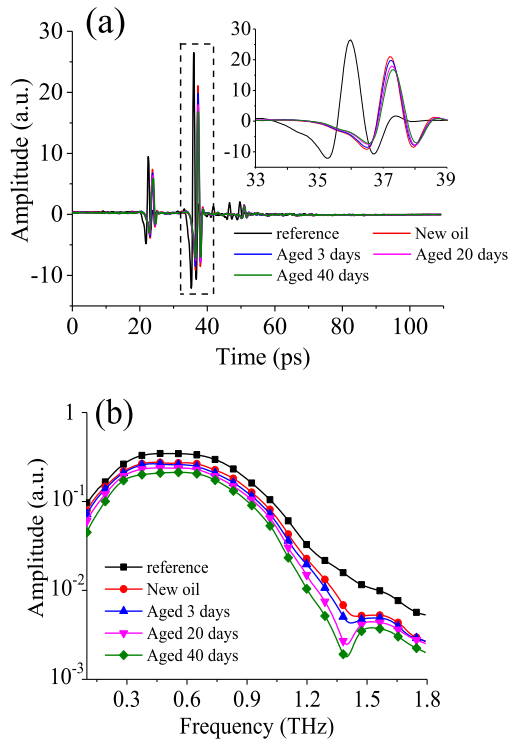 (a)
30
20
10
0
-10
Amplitude (a.u.)
0 20 40 60 80 100
Time (ps)
30
20
10
0
-10
33 35 37 39
reference New oil
Aged 3 days Aged 20 days
Aged 40 days
(b)
1
10-1
10-2
10-3
Amplitude (a.u.)
reference
New oil
Aged 3 days
Aged 20 days
Aged 40 days
0.3 0.6 0.9 1.2 1.5 1.8
Frequency (THz)